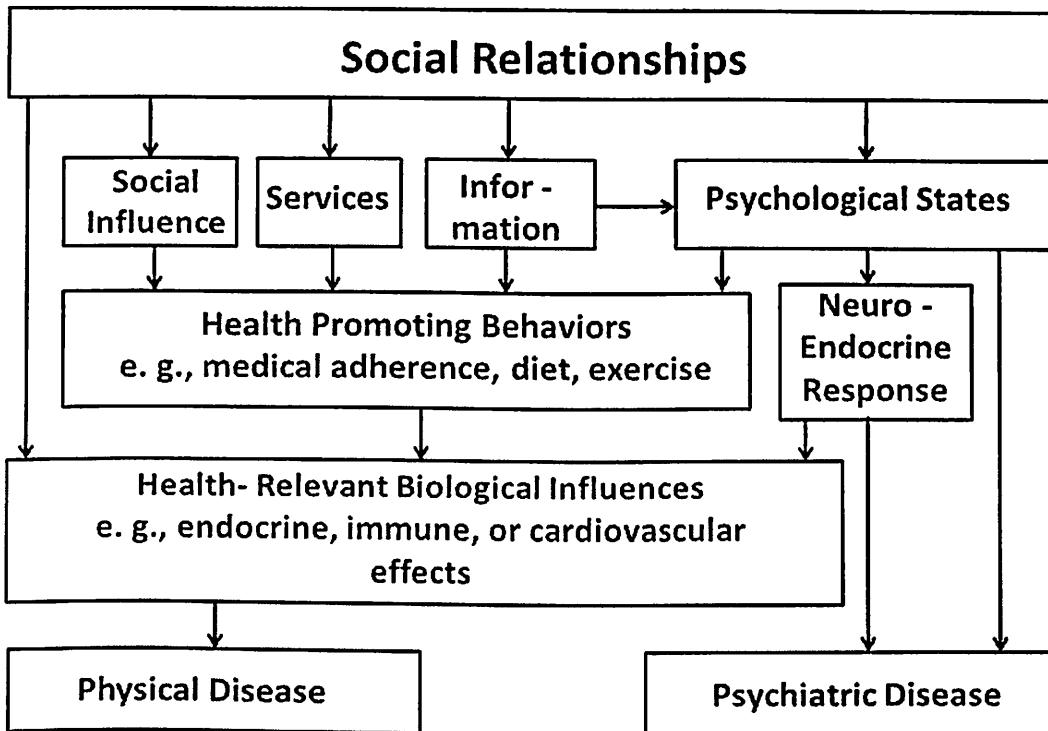 Social Relationships
Social
Influence
Services
Infor -
mation
Psychological States
Health Promoting Behaviors
e. g., medical adherence, diet, exercise
Neuro -
Endocrine
Response
Health- Relevant Biological Influences
e. g., endocrine, immune, or cardiovascular
effects
Physical Disease
Psychiatric Disease